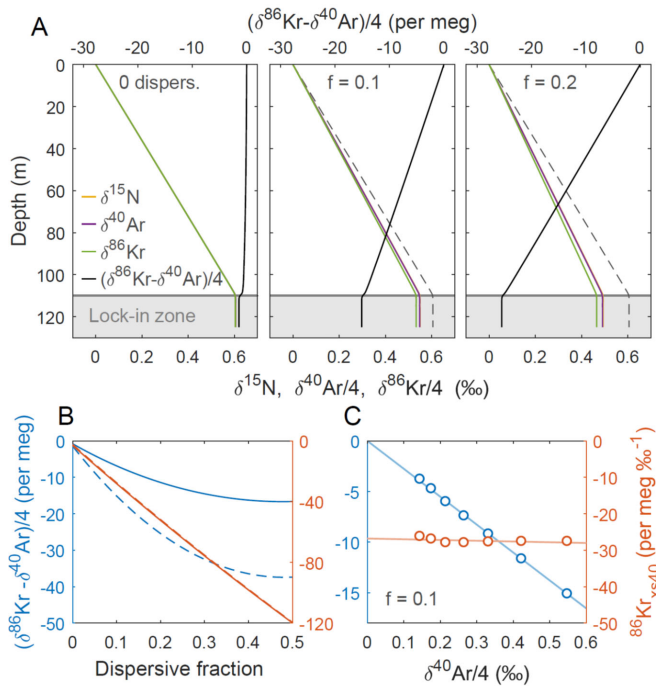 A
(δ⁸⁶Kr-δ⁴⁰Ar)/4 (per meg)
-30 -20 -10 0
-30 -20 -10 0
-30 -20 -10 0
0 dispers.
f = 0.1
f = 0.2
Depth (m)
0
20
40
60
80
100
120
δ¹⁵N
δ⁴⁰Ar
δ⁸⁶Kr
(δ⁸⁶Kr-δ⁴⁰Ar)/4
Lock-in zone
0 0.2 0.4 0.6
0 0.2 0.4 0.6
0 0.2 0.4 0.6
δ¹⁵N, δ⁴⁰Ar/4, δ⁸⁶Kr/4 (‰)
B
(δ⁸⁶Kr -δ⁴⁰Ar)/4 (per meg)
0
-10
-20
-30
-40
-50
0
-40
-80
-120
0 0.1 0.2 0.3 0.4 0.5
Dispersive fraction
C
0
-5
-10
-15
f = 0.1
0
-10
-20
-30
-40
-50
⁸⁶Krₓₛ₄₀ (per meg ‰⁻¹)
0 0.2 0.4 0.6
δ⁴⁰Ar/4 (‰)